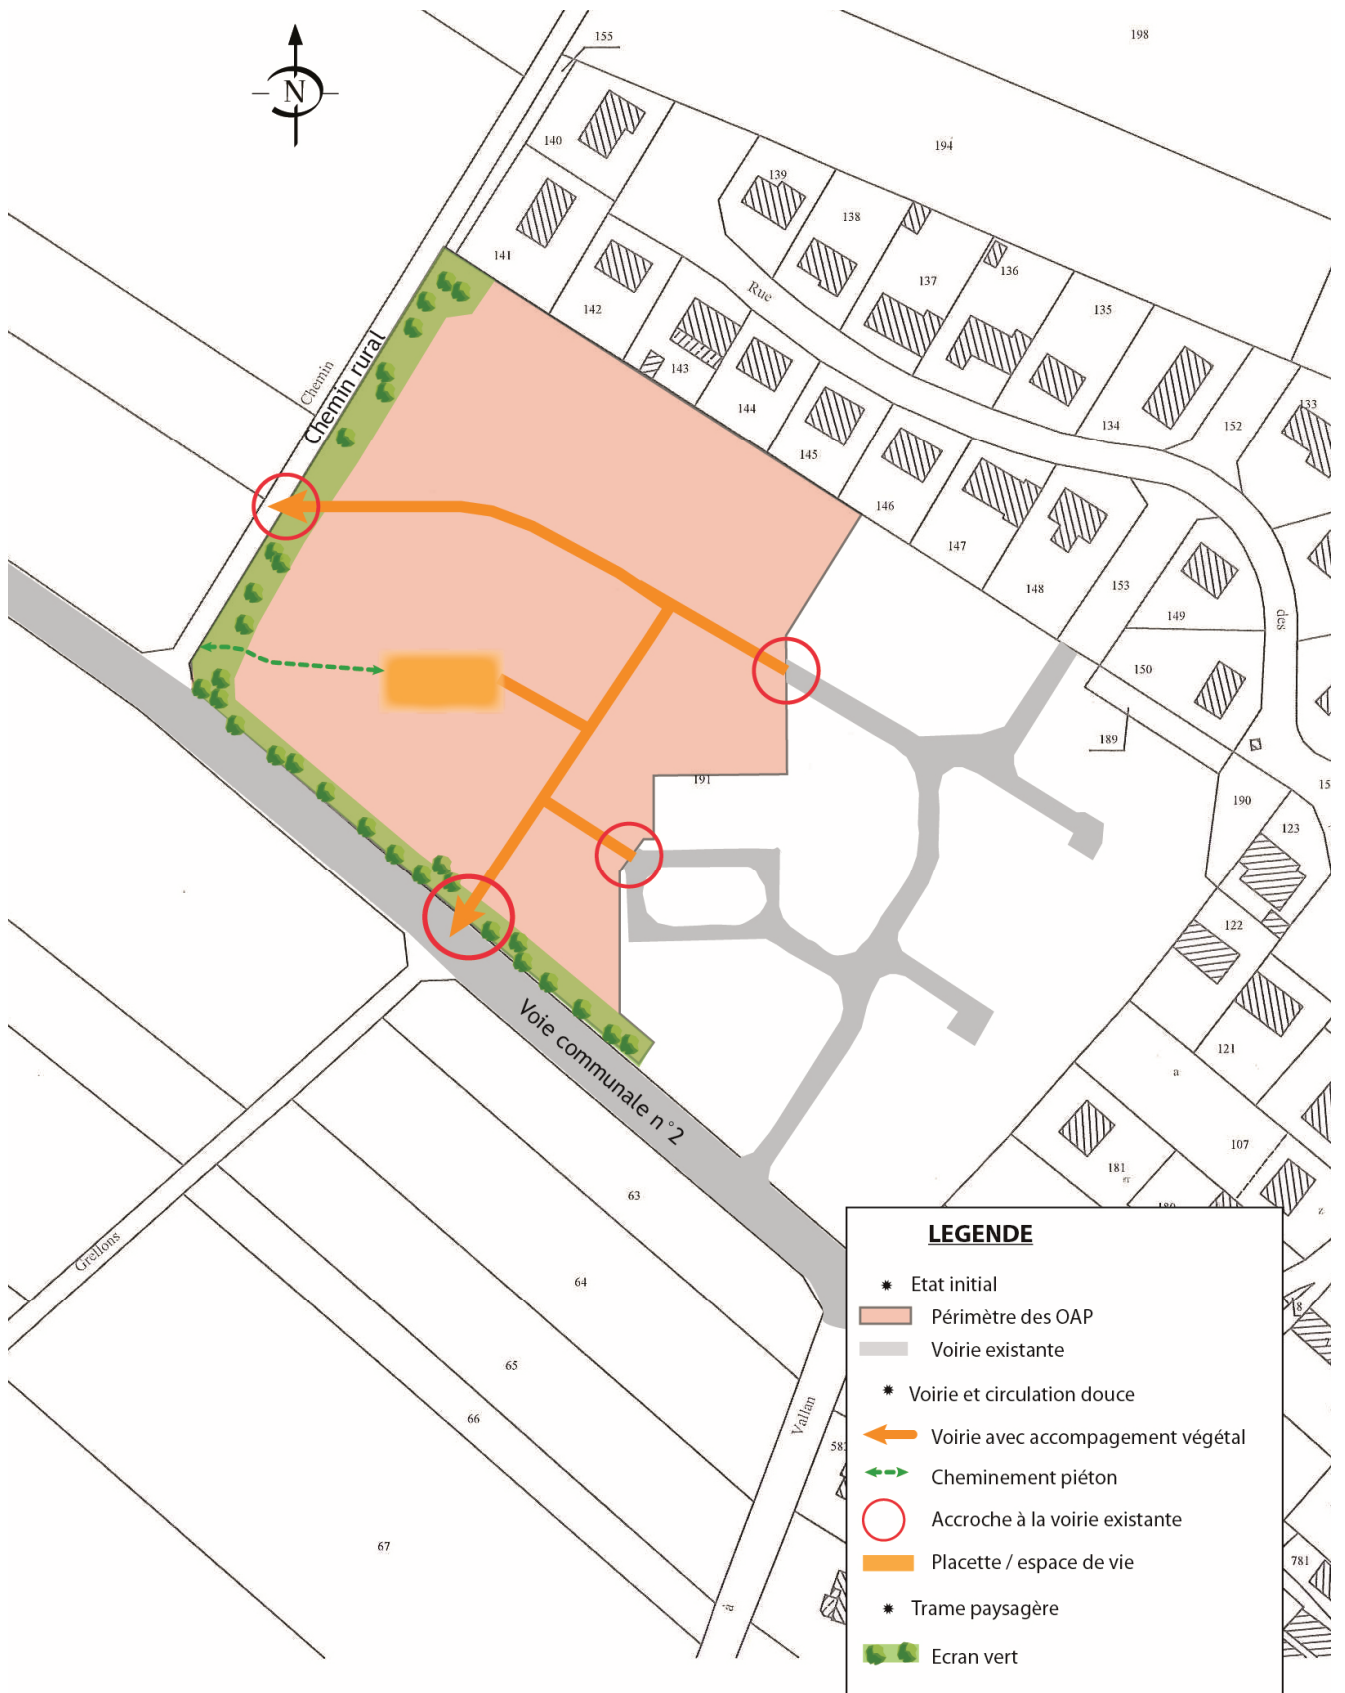 155
198
N
140
194
139
138
141
137
136
142
Rue
135
143
133
Chemin
Chemin rural
144
134
152
145
146
147
148
153
149
des
150
189
191
190
123
122
121
a
Voie communale n°2
107
181
63
Grellons
64
65
66
67
Vallan
à
781
LEGENDE
Etat initial
Périmètre des OAP
Voirie existante
Voirie et circulation douce
Voirie avec accompagement végétal
Cheminement piéton
Accroche à la voirie existante
Placette / espace de vie
Trame paysagère
Ecran vert